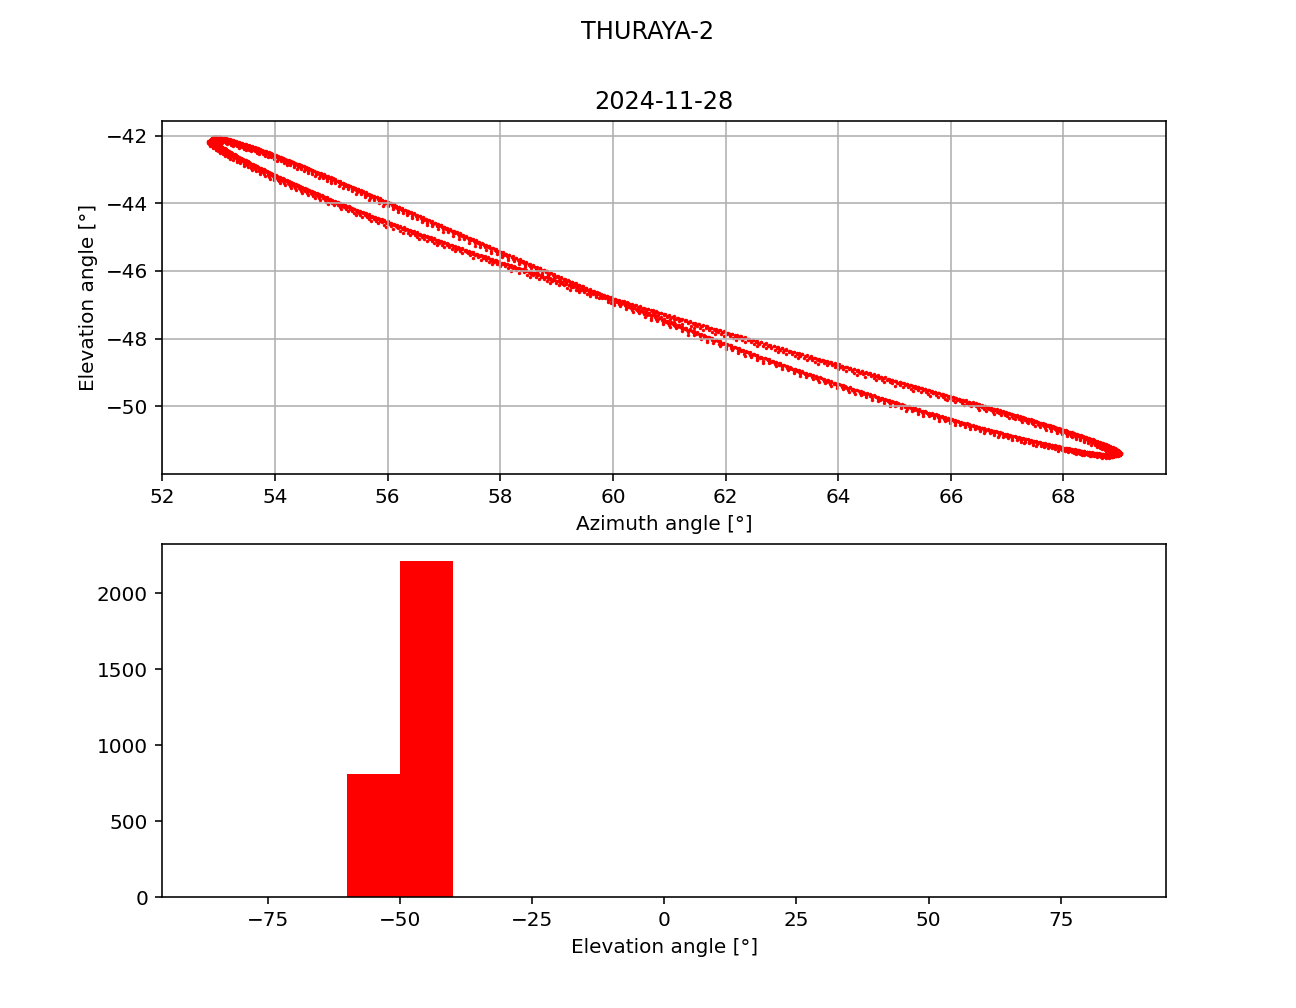 THURAYA-2
2024-11-28
−42
−44
−46
−48
−50
Elevation angle [°]
52 54 56 58 60 62 64 66 68
Azimuth angle [°]
2000
1500
1000
500
0
−75 −50 −25 0 25 50 75
Elevation angle [°]